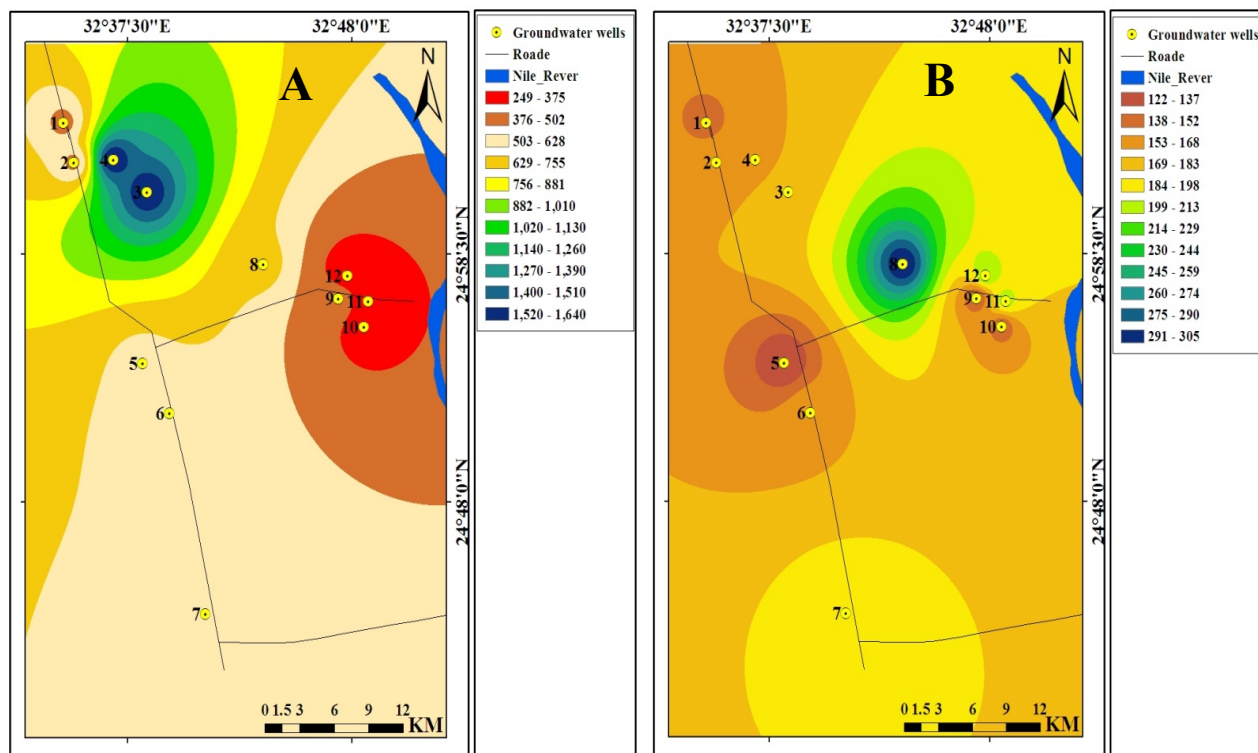 32°37'30"E 32°48'0"E
A
N
1
2
4
3
8
12
9
11
10
5
6
7
24°58'30"N
24°48'0"N
0 1.5 3 6 9 12
KM
Groundwater wells
Roade
Nile_Rever
249 - 375
376 - 502
503 - 628
629 - 755
756 - 881
882 - 1,010
1,020 - 1,130
1,140 - 1,260
1,270 - 1,390
1,400 - 1,510
1,520 - 1,640
32°37'30"E 32°48'0"E
B
N
1
2
4
3
8
12
9
11
10
5
6
7
24°58'30"N
24°48'0"N
0 1.5 3 6 9 12
KM
Groundwater wells
Roade
Nile_Rever
122 - 137
138 - 152
153 - 168
169 - 183
184 - 198
199 - 213
214 - 229
230 - 244
245 - 259
260 - 274
275 - 290
291 - 305